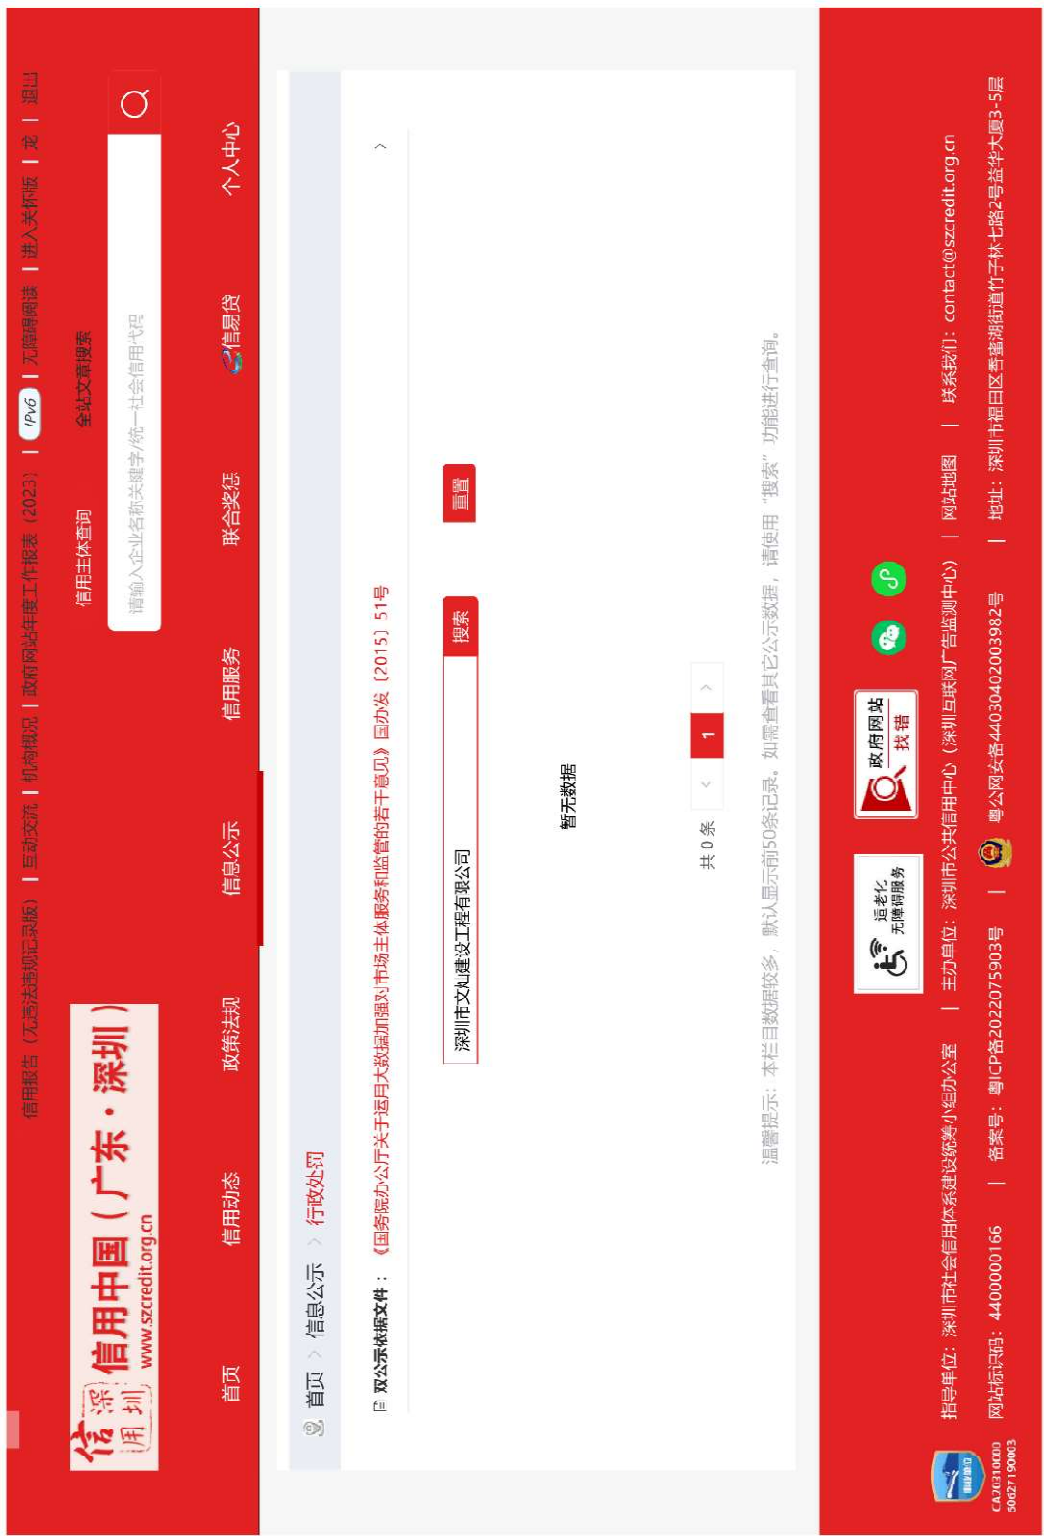 信用报告（无违法违规记录版） | 互动交流 | 机构概况 | 政府网站年度工作报表（2023） | IPv6 | 无障碍阅读 | 进入关怀版 | 龙 | 退出
信用主体查询 全站文章搜索
信用中国（广东·深圳）
www.szcredit.org.cn
信用深圳
请输入企业名称关键字/统一社会信用代码
首页 信用动态 政策法规 信息公示 信用服务 联合奖惩 信易贷 个人中心
首页 > 信息公示 > 行政处罚
双公示依据文件： 《国务院办公厅关于运用大数据加强对市场主体服务和监管的若干意见》国办发〔2015〕51号 >
深圳市文灿建设工程有限公司 搜索 重置
暂无数据
共 0 条 < 1 >
温馨提示：本栏目数据较多，默认显示前50条记录。如需查看其它公示数据，请使用“搜索”功能进行查询。
适老化
无障碍服务
政府网站
找错
指导单位：深圳市社会信用体系建设统筹小组办公室 | 主办单位：深圳市公共信用中心（深圳互联网广告监测中心） | 网站地图 | 联系我们：contact@szcredit.org.cn
网站标识码：4400000166 | 备案号：粤ICP备2022075903号 | 粤公网安备44030402003982号 | 地址：深圳市福田区香蜜湖街道竹子林七路2号益华大厦3-5层
CA20310000
50627190003